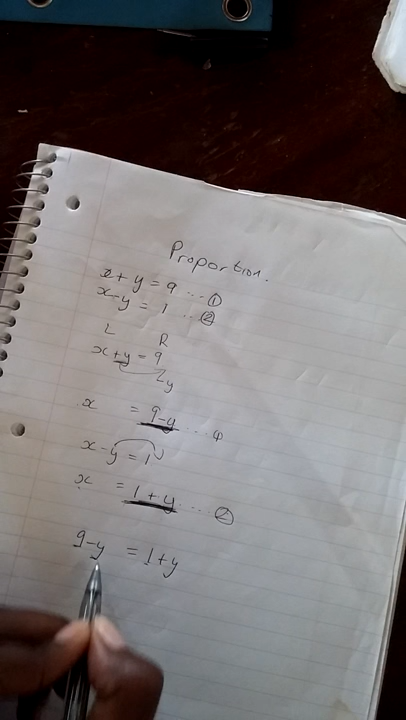 Proportion.
x + y = 9 ... ①
x - y = 1 ... ②
L R
x + y = 9
-y
x = 9-y ... ①
x - y = 1
x = 1 + y ... ②
9-y = 1+y